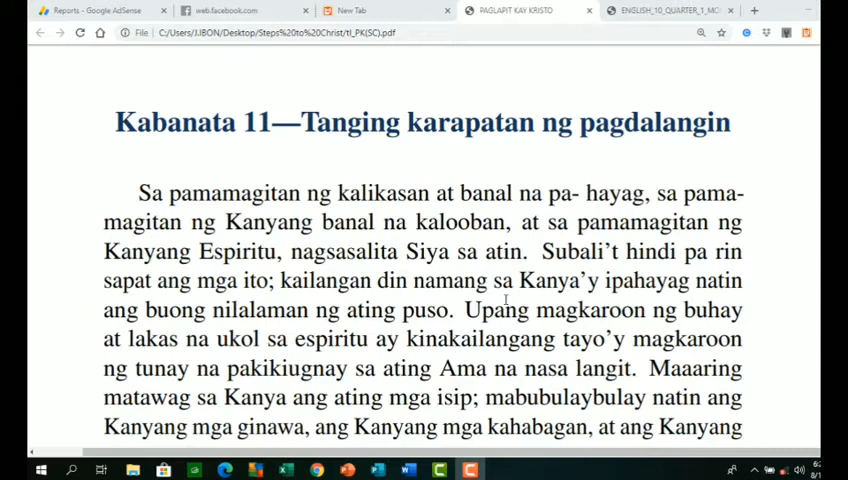 Reports - Google AdSense
web.facebook.com
New Tab
PAGLAPIT KAY KRISTO
ENGLISH_10_QUARTER_1_MO
File
C:/Users/J.IBON/Desktop/Steps%20to%20Christ/tl_PK(SC).pdf
Kabanata 11—Tanging karapatan ng pagdalangin
Sa pamamagitan ng kalikasan at banal na pa- hayag, sa pama-
magitan ng Kanyang banal na kalooban, at sa pamamagitan ng
Kanyang Espiritu, nagsasalita Siya sa atin. Subali't hindi pa rin
sapat ang mga ito; kailangan din namang sa Kanya'y ipahayag natin
ang buong nilalaman ng ating puso. Upang magkaroon ng buhay
at lakas na ukol sa espiritu ay kinakailangang tayo'y magkaroon
ng tunay na pakikiugnay sa ating Ama na nasa langit. Maaaring
matawag sa Kanya ang ating mga isip; mabubulaybulay natin ang
Kanyang mga ginawa, ang Kanyang mga kahabagan, at ang Kanyang